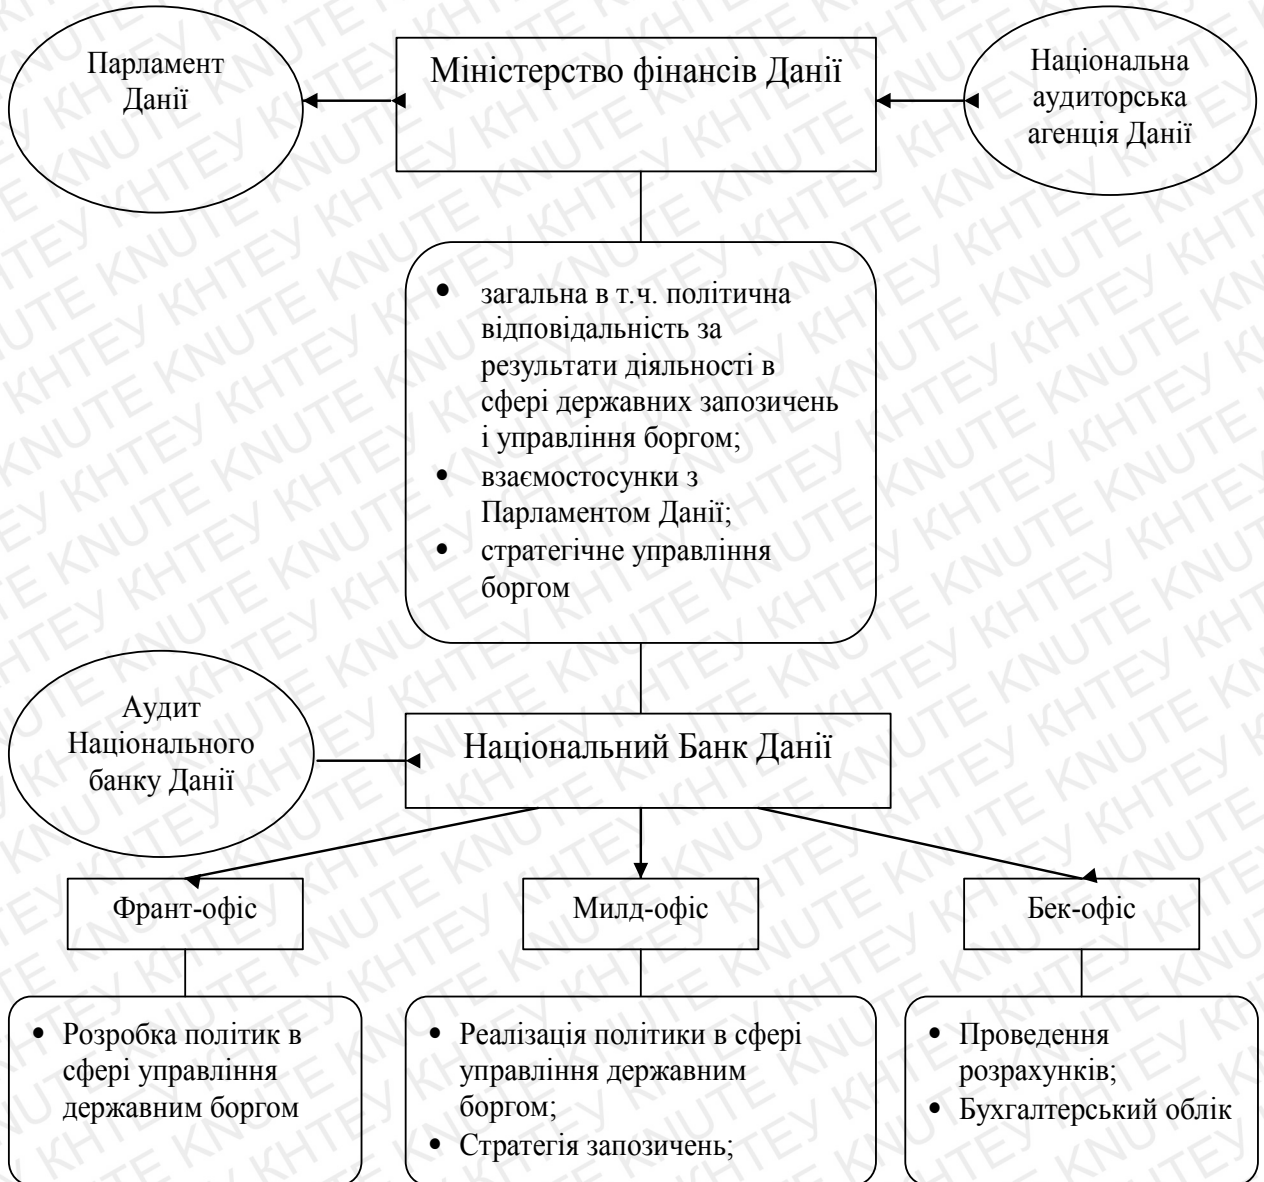 Парламент
Данії
Міністерство фінансів Данії
Національна
аудиторська
агенція Данії
• загальна в т.ч. політична
відповідальність за
результати діяльності в
сфері державних запозичень
і управління боргом;
• взаємостосунки з
Парламентом Данії;
• стратегічне управління
боргом
Аудит
Національного
банку Данії
Національний Банк Данії
Франт-офіс
Милд-офіс
Бек-офіс
• Розробка політик в
сфері управління
державним боргом
• Реалізація політики в сфері
управління державним
боргом;
• Стратегія запозичень;
• Проведення
розрахунків;
• Бухгалтерський облік